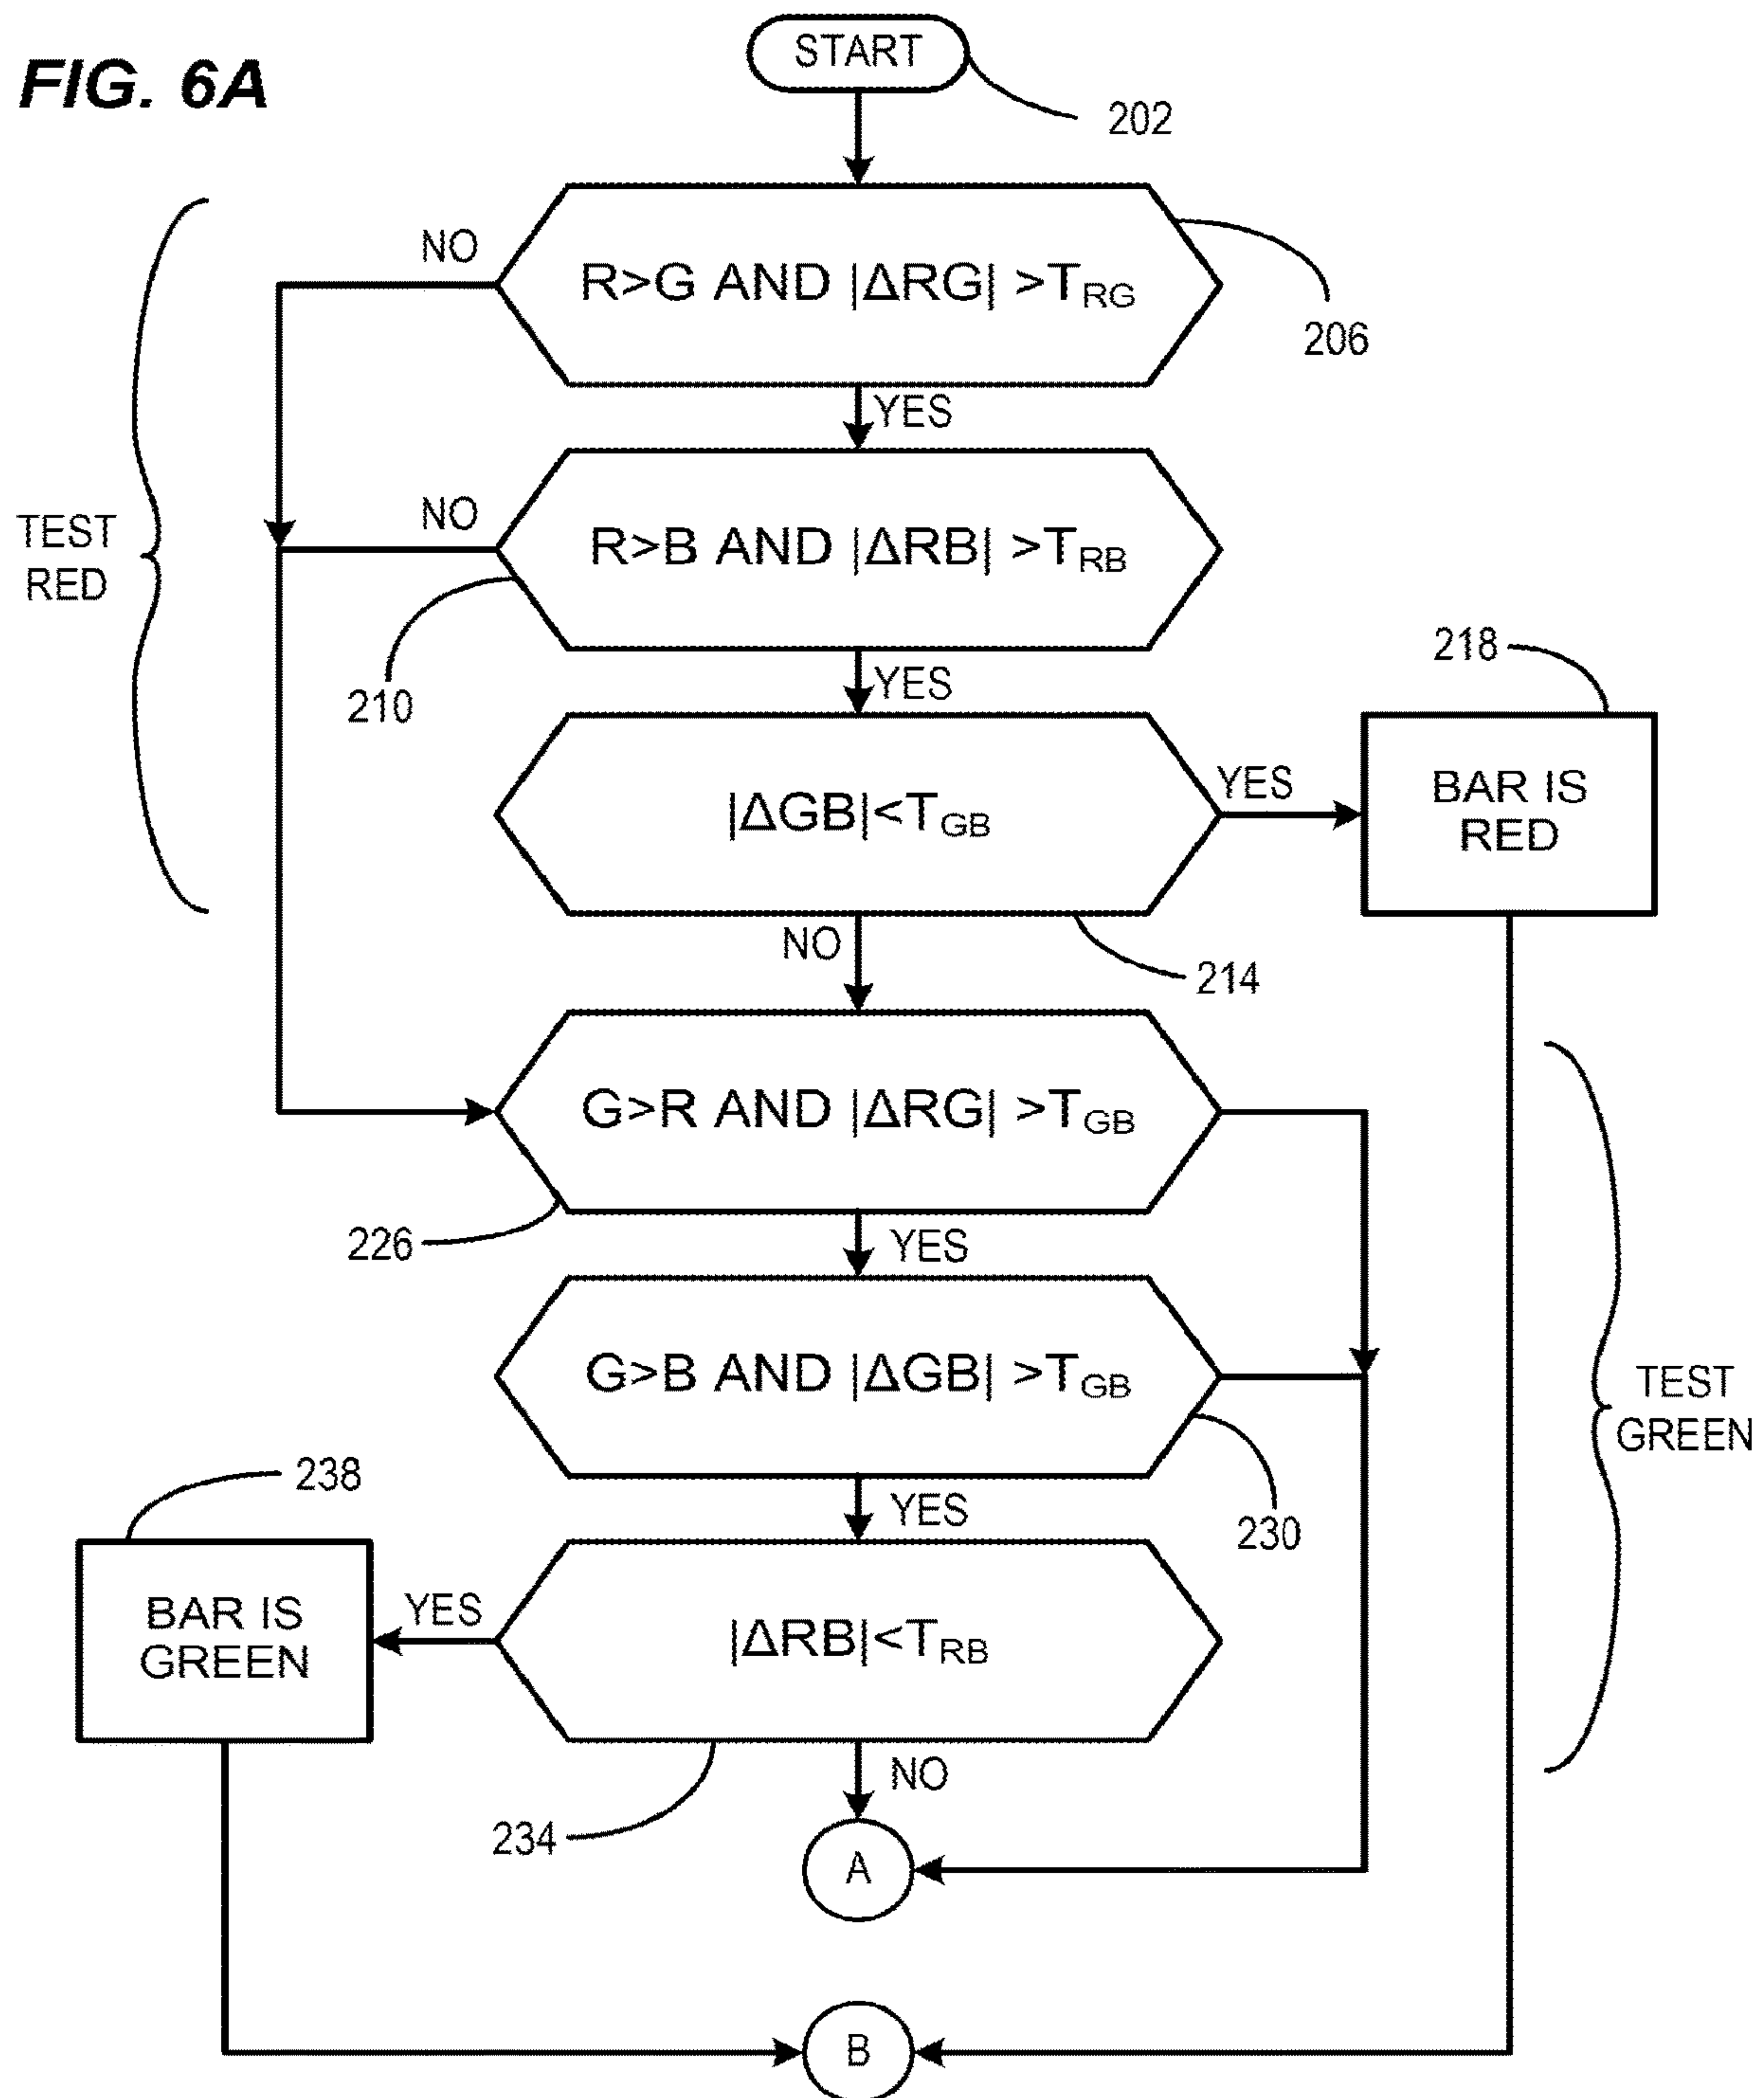 FIG. 6A
START
202
NO
R>G AND |ΔRG| >TRG
206
YES
NO
R>B AND |ΔRB| >TRB
TEST
RED
210
YES
218
|ΔGB|<TGB
YES
BAR IS
RED
NO
214
G>R AND |ΔRG| >TGB
226
YES
G>B AND |ΔGB| >TGB
TEST
GREEN
238
YES
230
BAR IS
GREEN
YES
|ΔRB|<TRB
NO
234
A
B